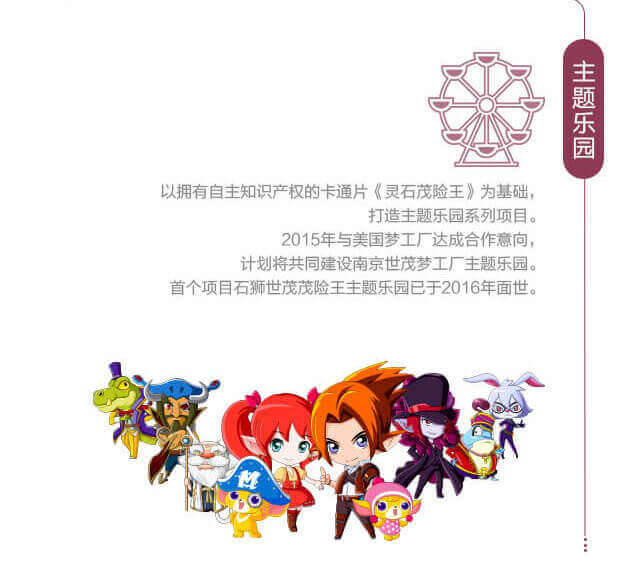 主题乐园
以拥有自主知识产权的卡通片《灵石茂险王》为基础，
打造主题乐园系列项目。
2015年与美国梦工厂达成合作意向，
计划将共同建设南京世茂梦工厂主题乐园。
首个项目石狮世茂茂险王主题乐园已于2016年面世。
M